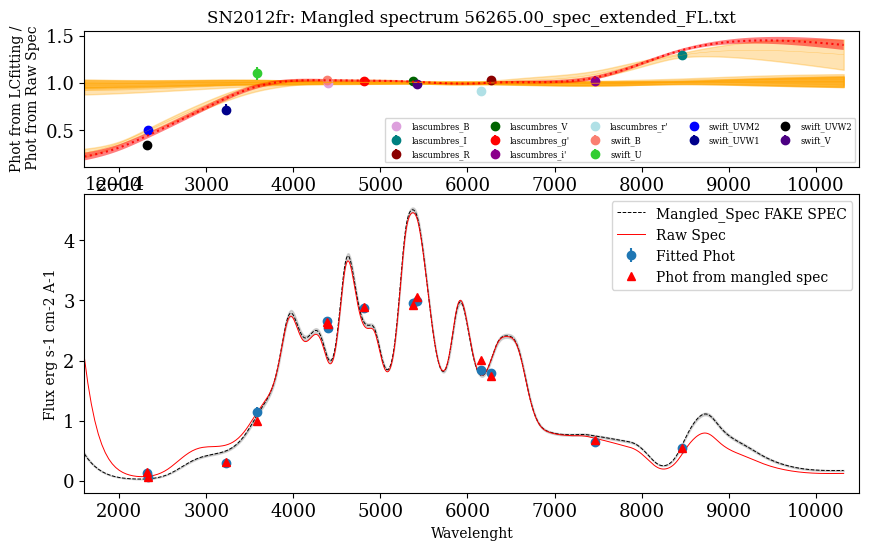 SN2012fr: Mangled spectrum 56265.00_spec_extended_FL.txt
Phot from LCfitting /
Phot from Raw Spec
1.5
1.0
0.5
lascumbres_B
lascumbres_I
lascumbres_R
lascumbres_V
lascumbres_g'
lascumbres_i'
lascumbres_r'
swift_B
swift_U
swift_UVM2
swift_UVW1
swift_UVW2
swift_V
2000 3000 4000 5000 6000 7000 8000 9000 10000
1e−14
Flux erg s-1 cm-2 A-1
4
3
2
1
0
Mangled_Spec FAKE SPEC
Raw Spec
Fitted Phot
Phot from mangled spec
2000 3000 4000 5000 6000 7000 8000 9000 10000
Wavelenght